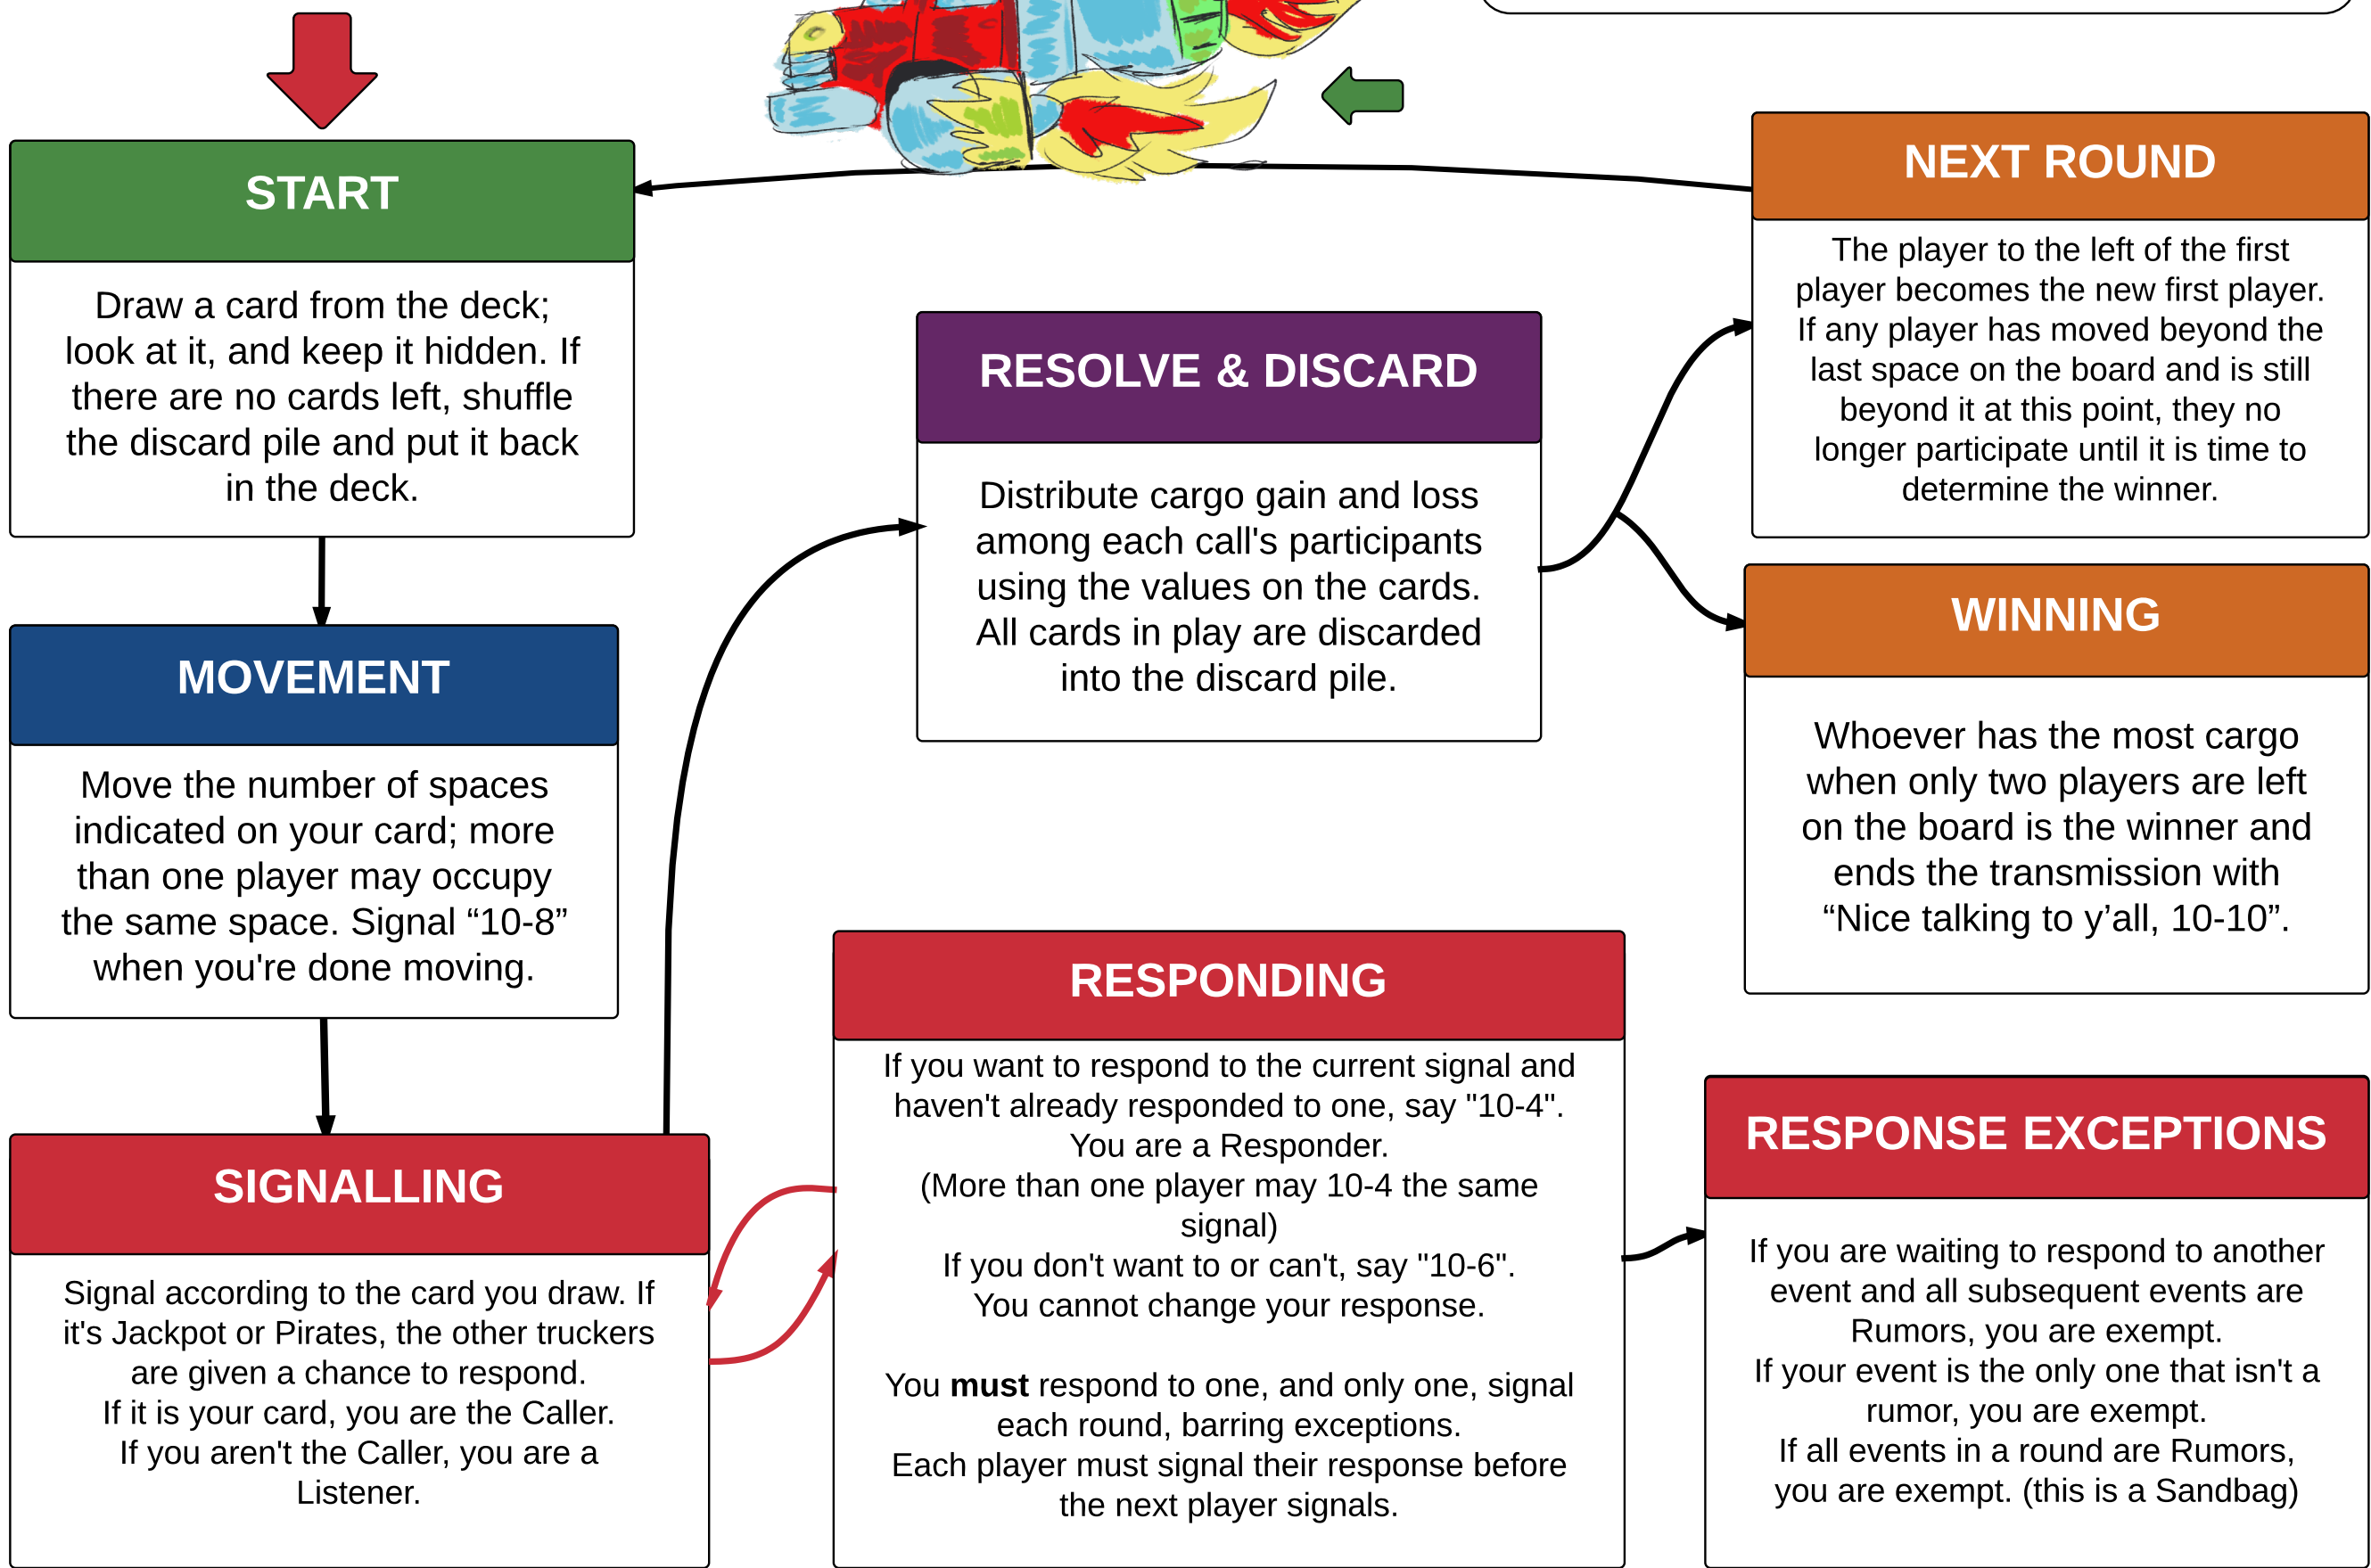 START
Draw a card from the deck;
look at it, and keep it hidden. If
there are no cards left, shuffle
the discard pile and put it back
in the deck.
MOVEMENT
Move the number of spaces
indicated on your card; more
than one player may occupy
the same space. Signal “10-8”
when you're done moving.
SIGNALLING
Signal according to the card you draw. If
it's Jackpot or Pirates, the other truckers
are given a chance to respond.
If it is your card, you are the Caller.
If you aren't the Caller, you are a
Listener.
RESPONDING
If you want to respond to the current signal and
haven't already responded to one, say "10-4".
You are a Responder.
(More than one player may 10-4 the same
signal)
If you don't want to or can't, say "10-6".
You cannot change your response.
You must respond to one, and only one, signal
each round, barring exceptions.
Each player must signal their response before
the next player signals.
RESPONSE EXCEPTIONS
If you are waiting to respond to another
event and all subsequent events are
Rumors, you are exempt.
If your event is the only one that isn't a
rumor, you are exempt.
If all events in a round are Rumors,
you are exempt. (this is a Sandbag)
RESOLVE & DISCARD
Distribute cargo gain and loss
among each call's participants
using the values on the cards.
All cards in play are discarded
into the discard pile.
NEXT ROUND
The player to the left of the first
player becomes the new first player.
If any player has moved beyond the
last space on the board and is still
beyond it at this point, they no
longer participate until it is time to
determine the winner.
WINNING
Whoever has the most cargo
when only two players are left
on the board is the winner and
ends the transmission with
“Nice talking to y’all, 10-10”.